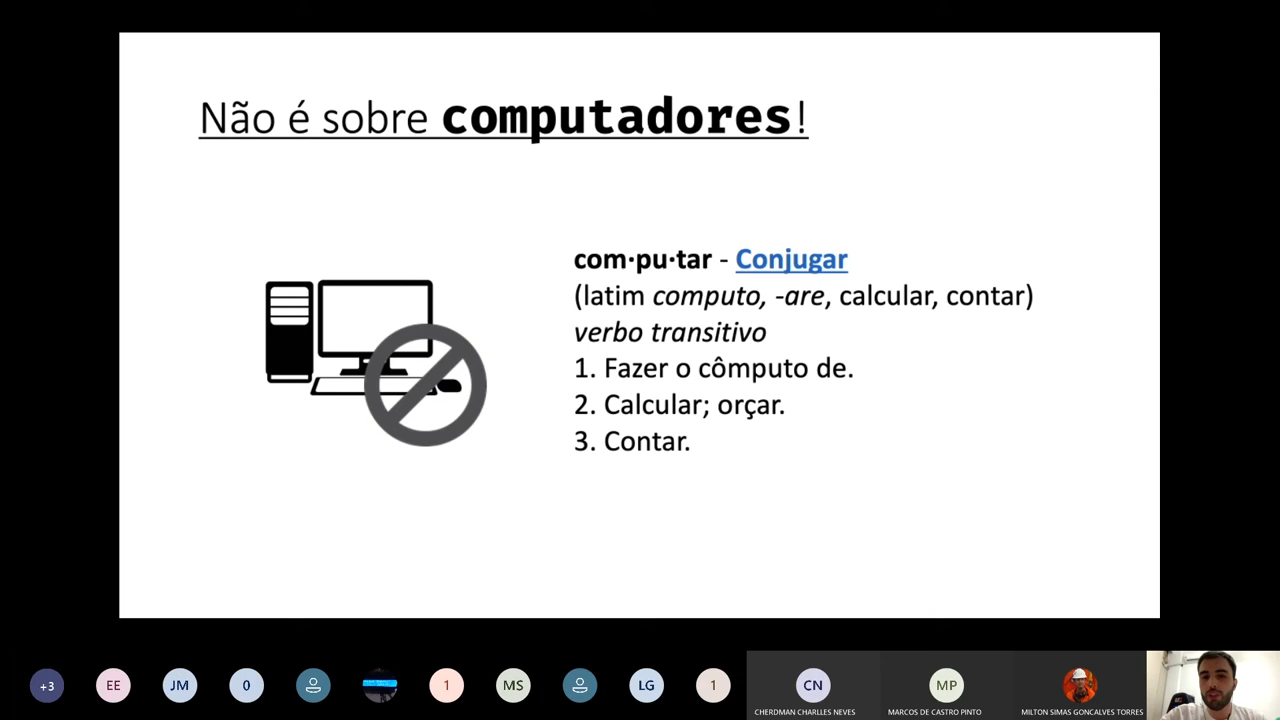 Não é sobre computadores!
com·pu·tar - Conjugar
(latim computo, -are, calcular, contar)
verbo transitivo
1. Fazer o cômputo de.
2. Calcular; orçar.
3. Contar.
+3
EE
JM
0
1
MS
LG
1
CN
MP
CHERDMAN CHARLLES NEVES
MARCOS DE CASTRO PINTO
MILTON SIMAS GONCALVES TORRES